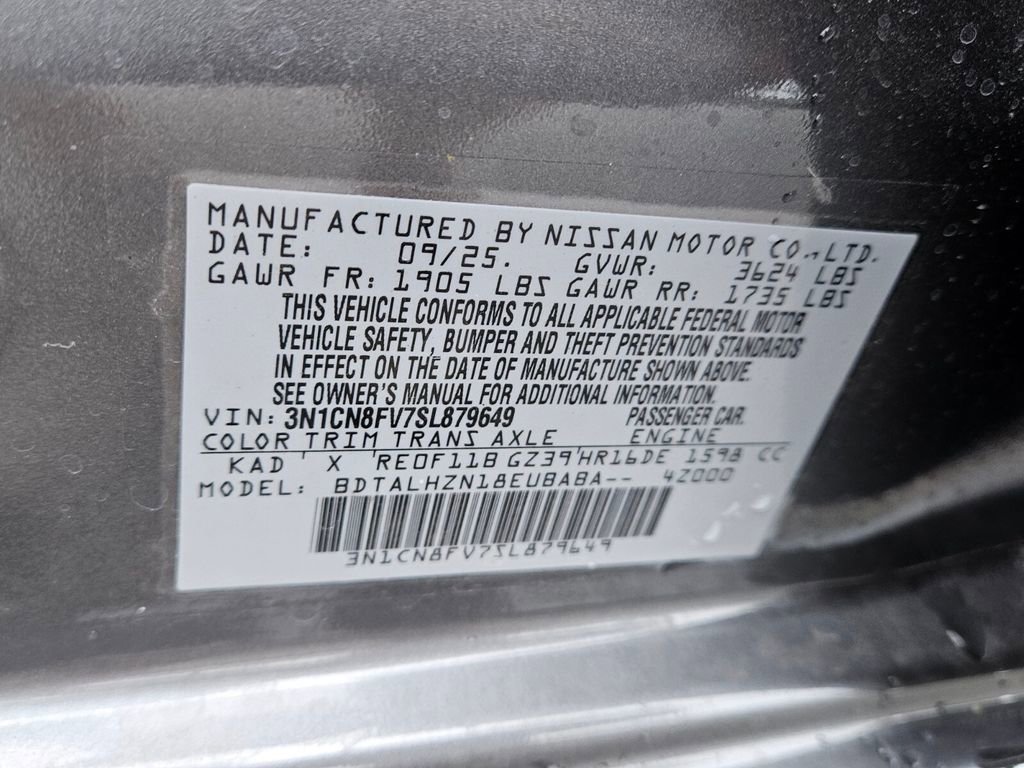 MANUFACTURED BY NISSAN MOTOR CO., LTD.
DATE: 09/25. GVWR: 3624 LBS
GAWR FR: 1905 LBS GAWR RR: 1735 LBS
THIS VEHICLE CONFORMS TO ALL APPLICABLE FEDERAL MOTOR
VEHICLE SAFETY, BUMPER AND THEFT PREVENTION STANDARDS
IN EFFECT ON THE DATE OF MANUFACTURE SHOWN ABOVE.
SEE OWNER'S MANUAL FOR ADDITIONAL INFORMATION.
VIN: 3N1CN8FV7SL879649 PASSENGER CAR.
COLOR TRIM TRANS AXLE ENGINE
KAD ' X 'RE0F11B GZ39'HR16DE 1598 CC
MODEL: BDTALHZN18EUBABA-- 4Z000
3N1CN8FV7SL879649